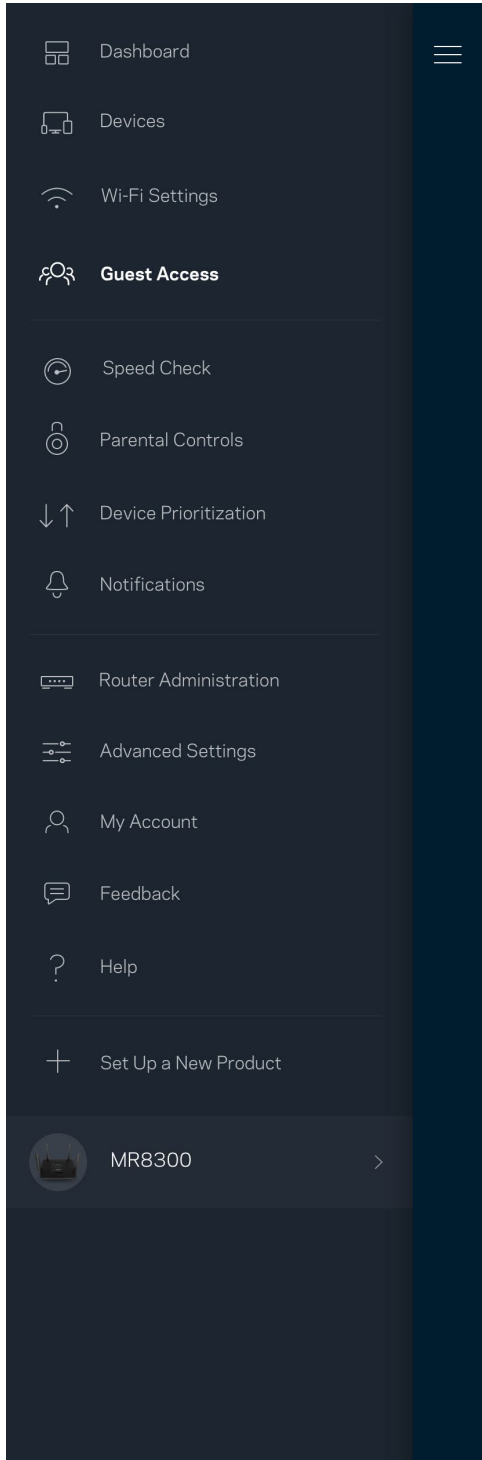 Dashboard
Devices
Wi-Fi Settings
Guest Access
Speed Check
Parental Controls
Device Prioritization
Notifications
Router Administration
Advanced Settings
My Account
Feedback
Help
Set Up a New Product
MR8300